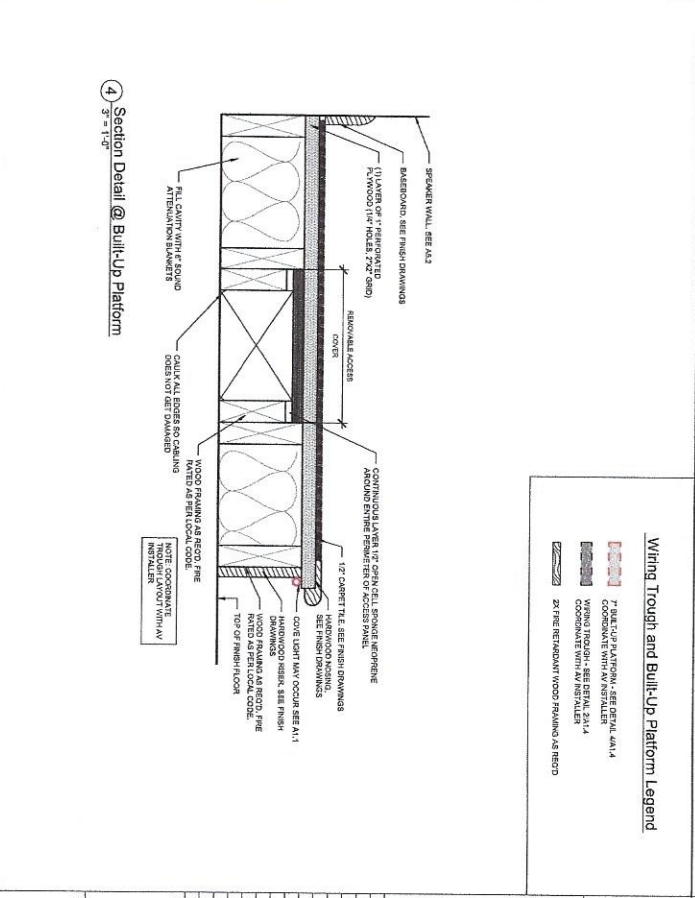 Wiring Trough and Built-Up Platform Legend
7" BUILT-UP PLATFORM - SEE DETAIL 4/A1.4
COORDINATE WITH AV INSTALLER
WIRING TROUGH - SEE DETAIL 2/A1.4
COORDINATE WITH AV INSTALLER
2X FIRE RETARDANT WOOD FRAMING AS REQ'D
SPEAKER WALL, SEE A5.2
BASEBOARD, SEE FINISH DRAWINGS
(1) LAYER OF 1" PERFORATED
PLYWOOD (1/4" HOLES, 2"X2" GRID)
REMOVABLE ACCESS
COVER
CONTINUOUS LAYER 1/2" OPEN CELL SPONGE NEOPRENE
AROUND ENTIRE PERIMETER OF ACCESS PANEL
1/2" CARPET TILE, SEE FINISH DRAWINGS
HARDWOOD NOSING,
SEE FINISH DRAWINGS
COVE LIGHT MAY OCCUR SEE A1.1
HARDWOOD RISER, SEE FINISH
DRAWINGS
WOOD FRAMING AS REQ'D, FIRE
RATED AS PER LOCAL CODE.
TOP OF FINISH FLOOR
FILL CAVITY WITH 6" SOUND
ATTENUATION BLANKETS
CAULK ALL EDGES SO CABLING
DOES NOT GET DAMAGED
WOOD FRAMING AS REQ'D, FIRE
RATED AS PER LOCAL CODE.
NOTE: COORDINATE
TROUGH LAYOUT WITH AV
INSTALLER
4 Section Detail @ Built-Up Platform
3" = 1'-0"